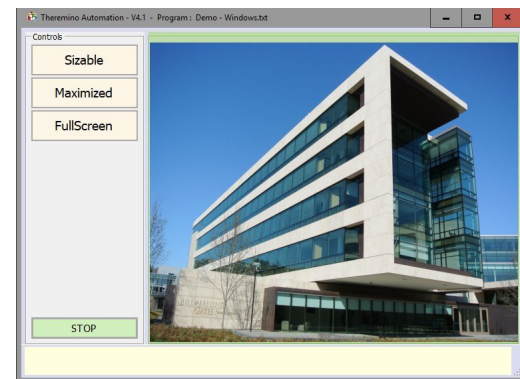 Theremino Automation - V4.1 - Program : Demo - Windows.txt
Controls
Sizable
Maximized
FullScreen
STOP